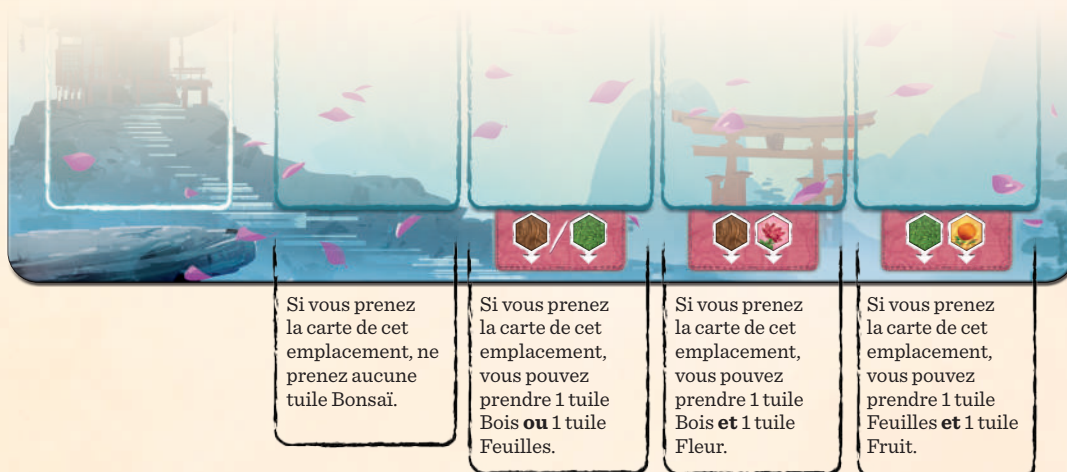 Si vous prenez
la carte de cet
emplacement, ne
prenez aucune
tuile Bonsaï.
Si vous prenez
la carte de cet
emplacement,
vous pouvez
prendre 1 tuile
Bois ou 1 tuile
Feuilles.
Si vous prenez
la carte de cet
emplacement,
vous pouvez
prendre 1 tuile
Bois et 1 tuile
Fleur.
Si vous prenez
la carte de cet
emplacement,
vous pouvez
prendre 1 tuile
Feuilles et 1 tuile
Fruit.